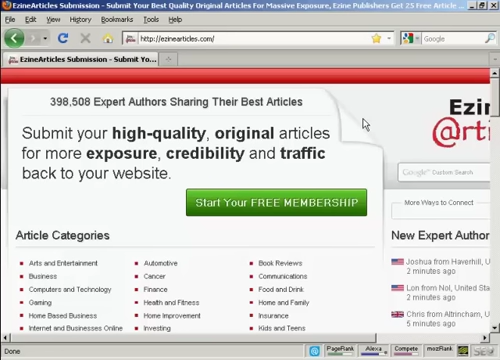 EzineArticles Submission - Submit Your Best Quality Original Articles For Massive Exposure, Ezine Publishers Get 25 Free Article ...
File Edit View History Bookmarks Tools Help
http://ezinearticles.com/
Google
EzineArticles Submission - Submit Yo...
398,508 Expert Authors Sharing Their Best Articles
Submit your high-quality, original articles
for more exposure, credibility and traffic
back to your website.
Start Your FREE MEMBERSHIP
Ezin
@rti
Custom Search
More Ways to Connect
Article Categories
New Expert Author
Arts and Entertainment Automotive Book Reviews
Business Cancer Communications
Computers and Technology Finance Food and Drink
Gaming Health and Fitness Home and Family
Home Based Business Home Improvement Insurance
Internet and Businesses Online Investing Kids and Teens
Joshua from Haverhill, U
2 minutes ago
Lon from Nol, United Sta
2 minutes ago
Chris from Altrincham,
5 minutes ago
Done
PageRank Alexa Compete mozRank